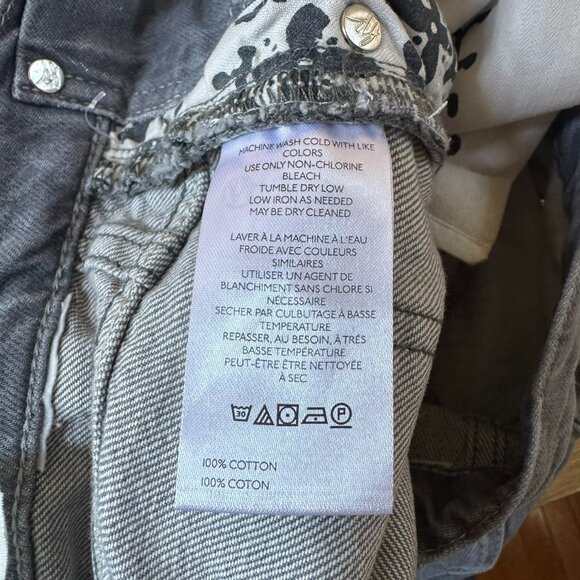 MACHINE WASH COLD WITH LIKE
COLORS
USE ONLY NON-CHLORINE
BLEACH
TUMBLE DRY LOW
LOW IRON AS NEEDED
MAY BE DRY CLEANED
LAVER À LA MACHINE À L'EAU
FROIDE AVEC COULEURS
SIMILAIRES
UTILISER UN AGENT DE
BLANCHIMENT SANS CHLORE SI
NÉCESSAIRE
SECHER PAR CULBUTAGE À BASSE
TEMPERATURE
REPASSER, AU BESOIN, À TRÉS
BASSE TEMPÉRATURE
PEUT-ÊTRE ÊTRE NETTOYÉE
À SEC
30 P
100% COTTON
100% COTON